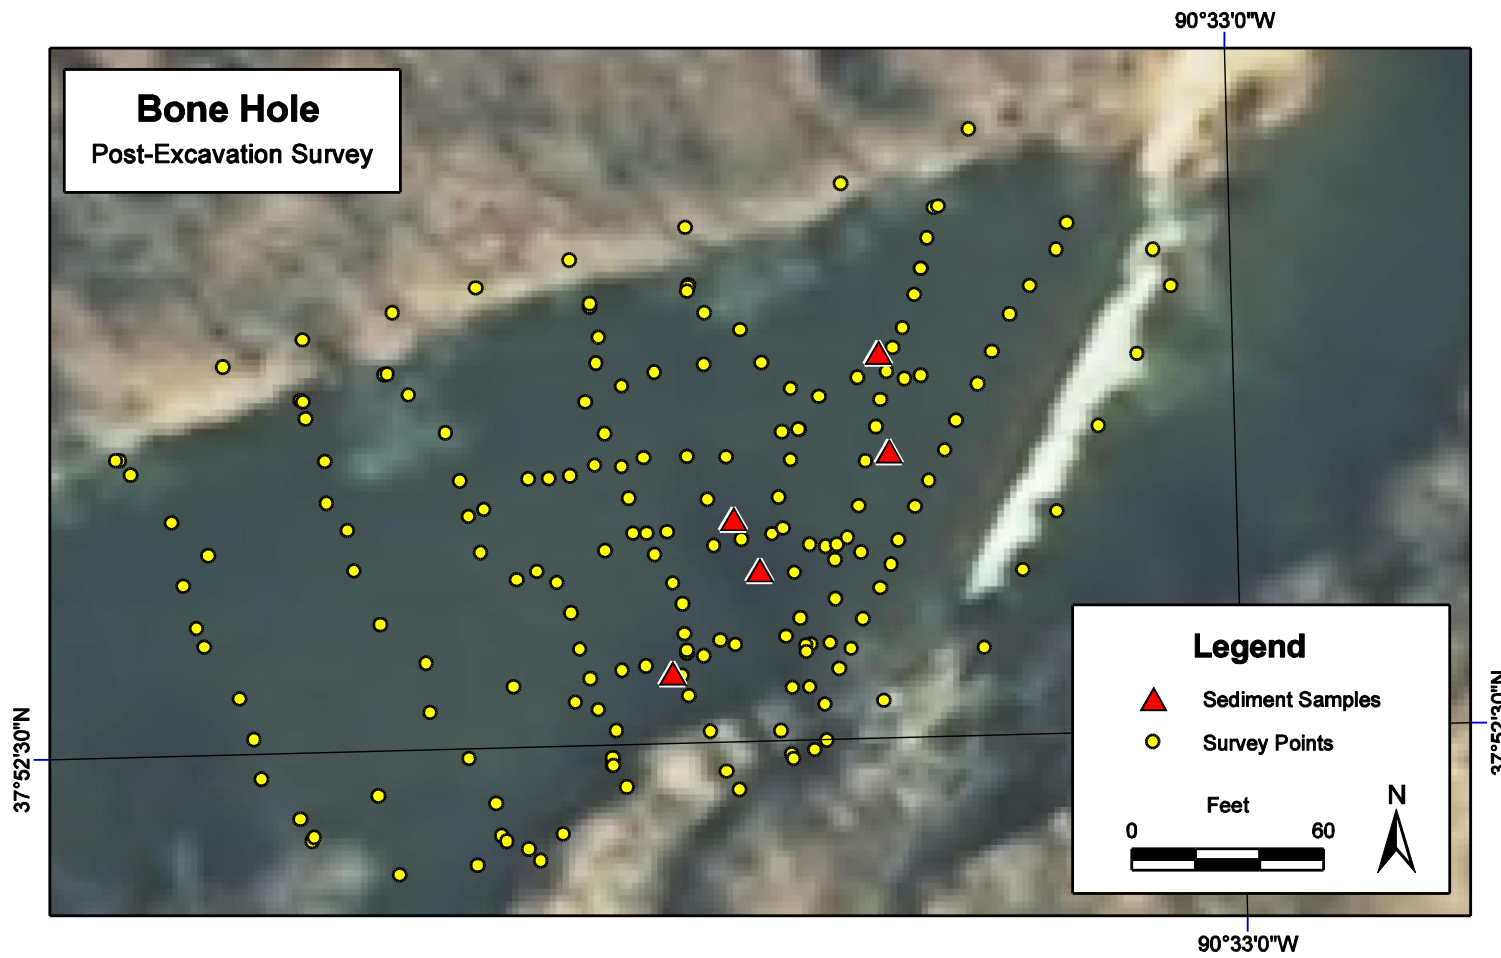 90°33'0"W
Bone Hole
Post-Excavation Survey
37°52'30"N
37°52'30"N
Legend
Sediment Samples
Survey Points
Feet
0 60
N
90°33'0"W